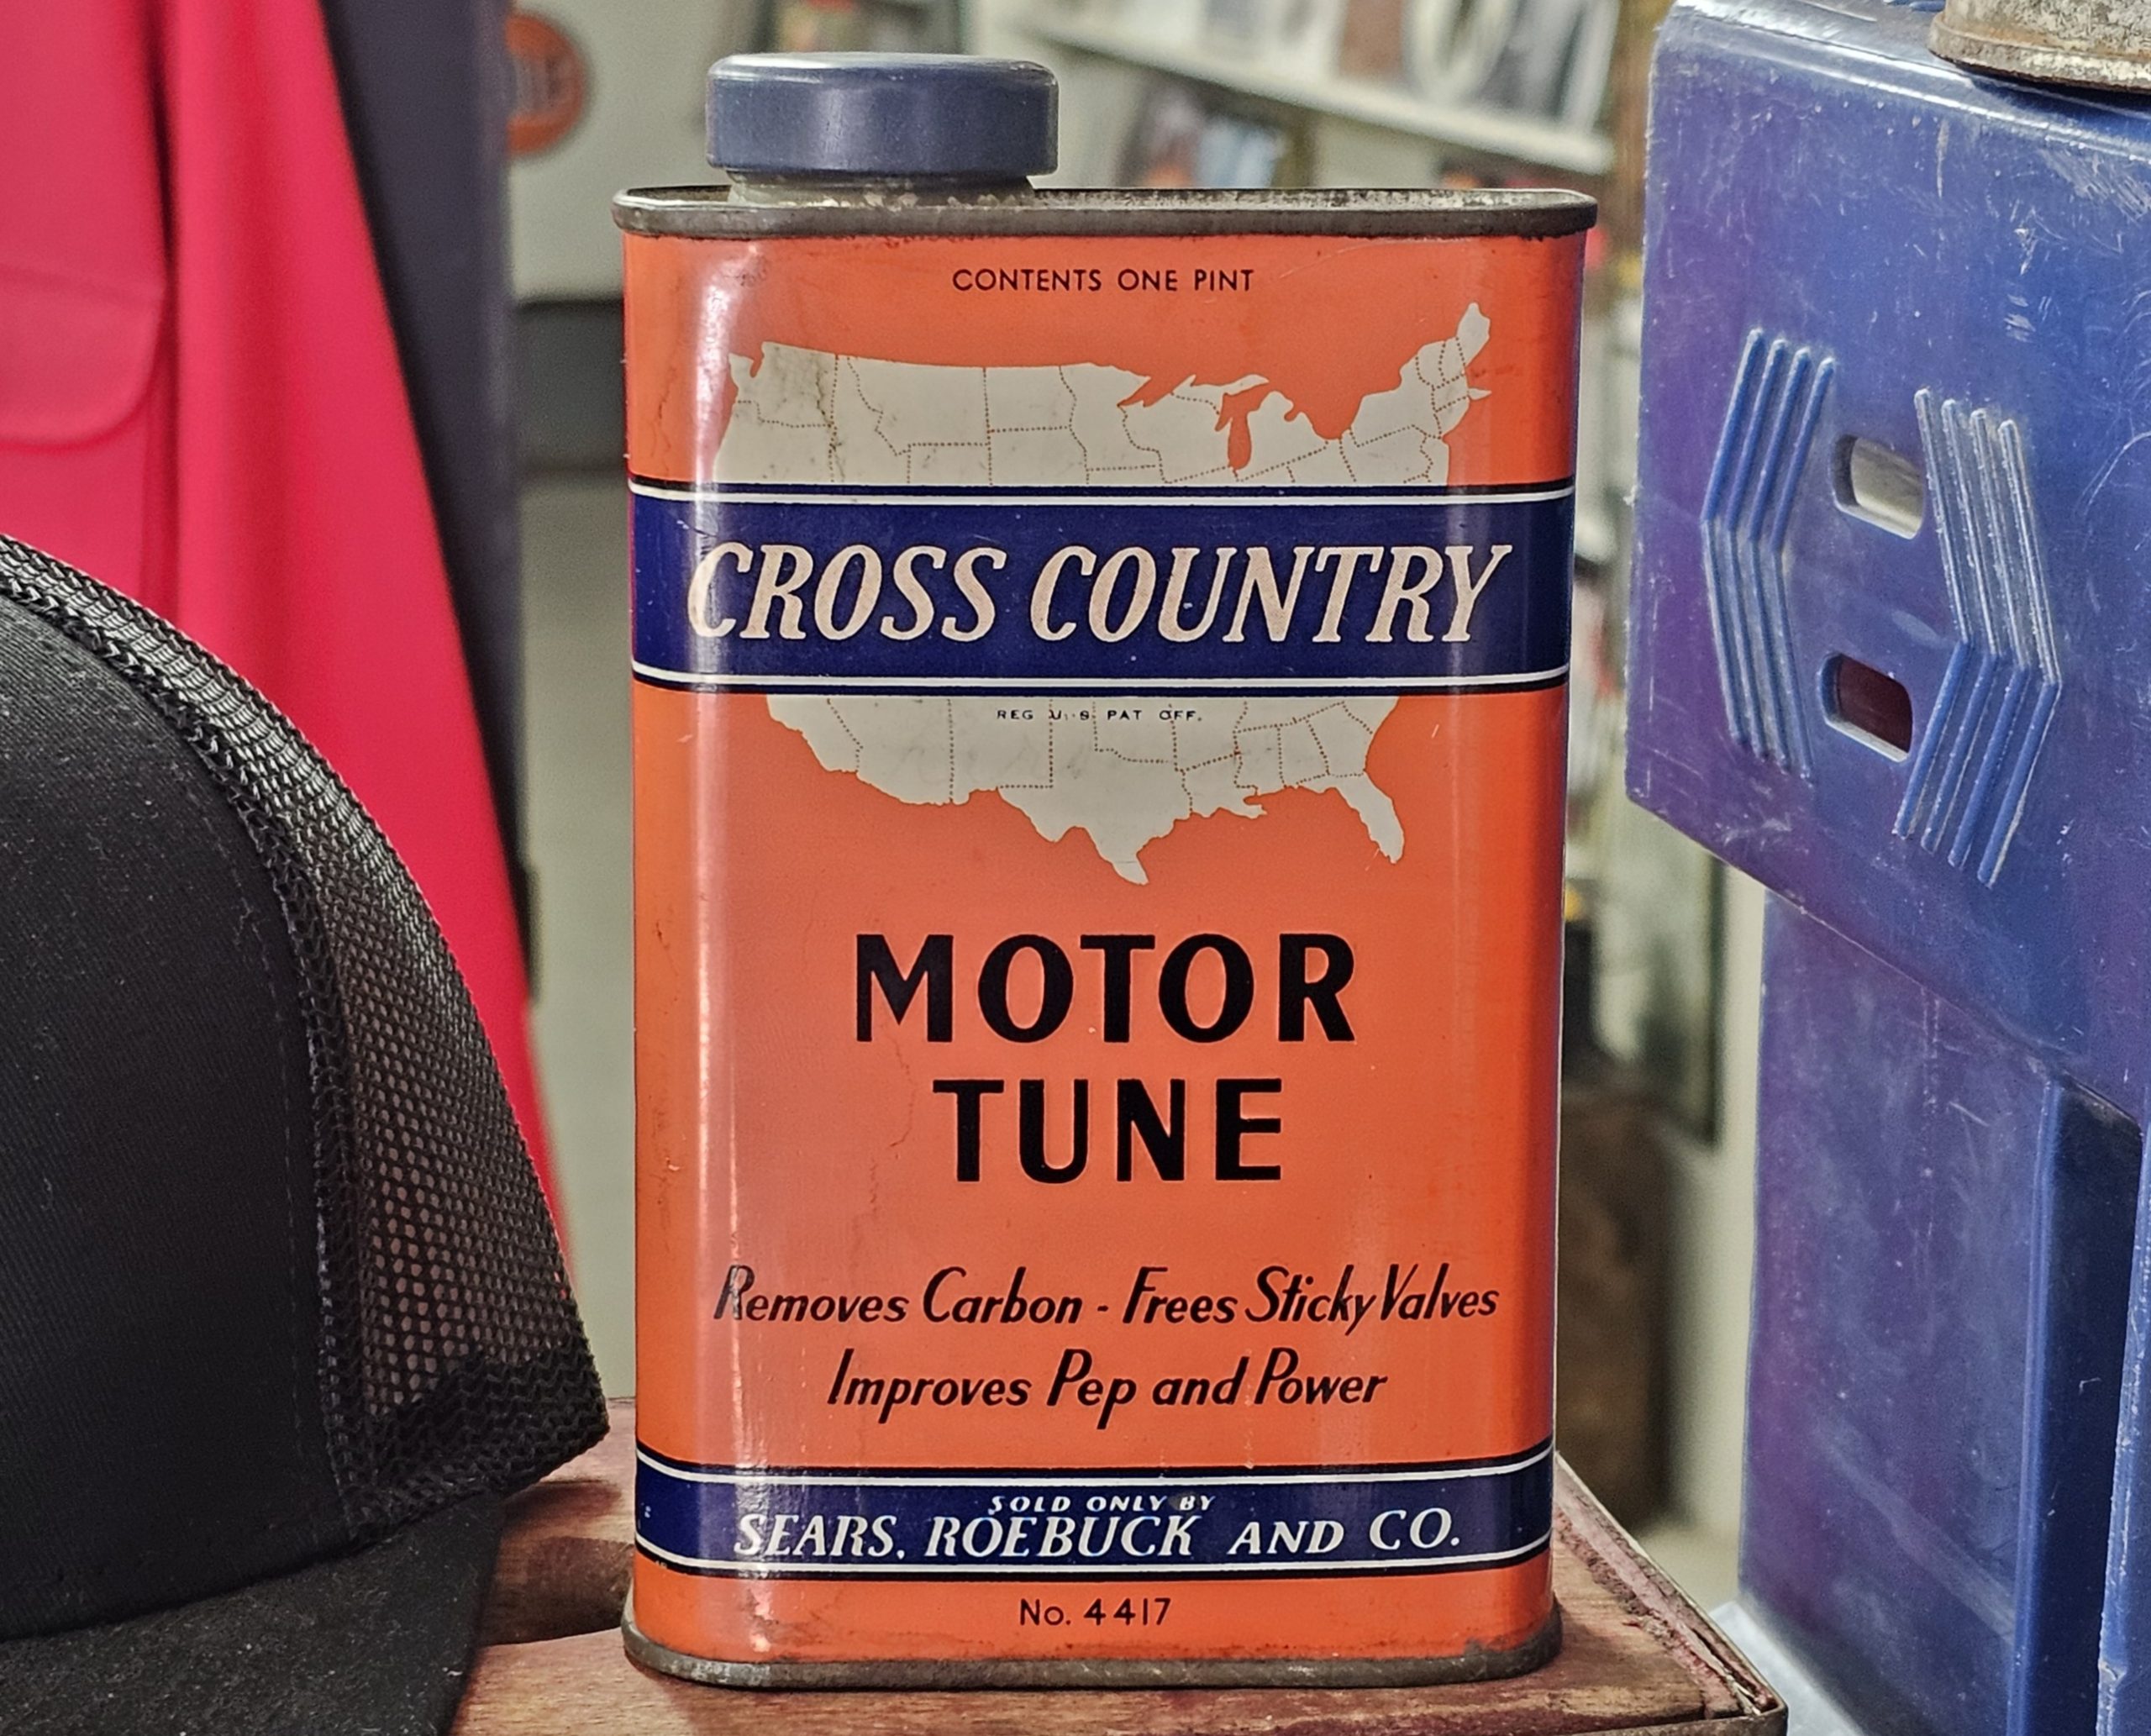 CONTENTS ONE PINT
CROSS COUNTRY
REG U.S. PAT OFF.
MOTOR
TUNE
Removes Carbon - Frees Sticky Valves
Improves Pep and Power
SOLD ONLY BY
SEARS, ROEBUCK AND CO.
No. 4417